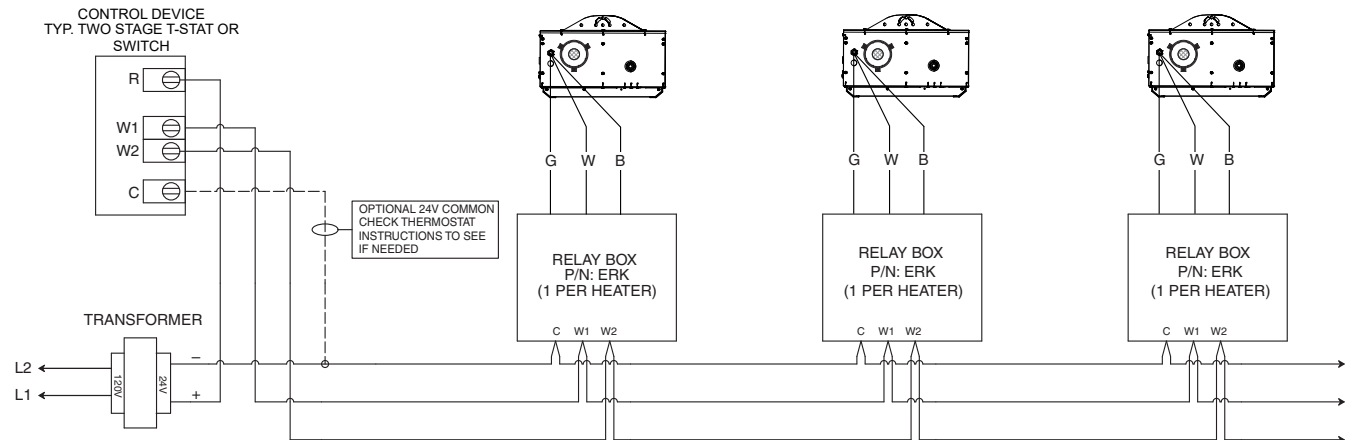 CONTROL DEVICE
TYP. TWO STAGE T-STAT OR
SWITCH
R
W1
W2
C
OPTIONAL 24V COMMON
CHECK THERMOSTAT
INSTRUCTIONS TO SEE
IF NEEDED
TRANSFORMER
L2
L1
120V
24V
–
+
G W B
RELAY BOX
P/N: ERK
(1 PER HEATER)
C W1 W2
G W B
RELAY BOX
P/N: ERK
(1 PER HEATER)
C W1 W2
G W B
RELAY BOX
P/N: ERK
(1 PER HEATER)
C W1 W2